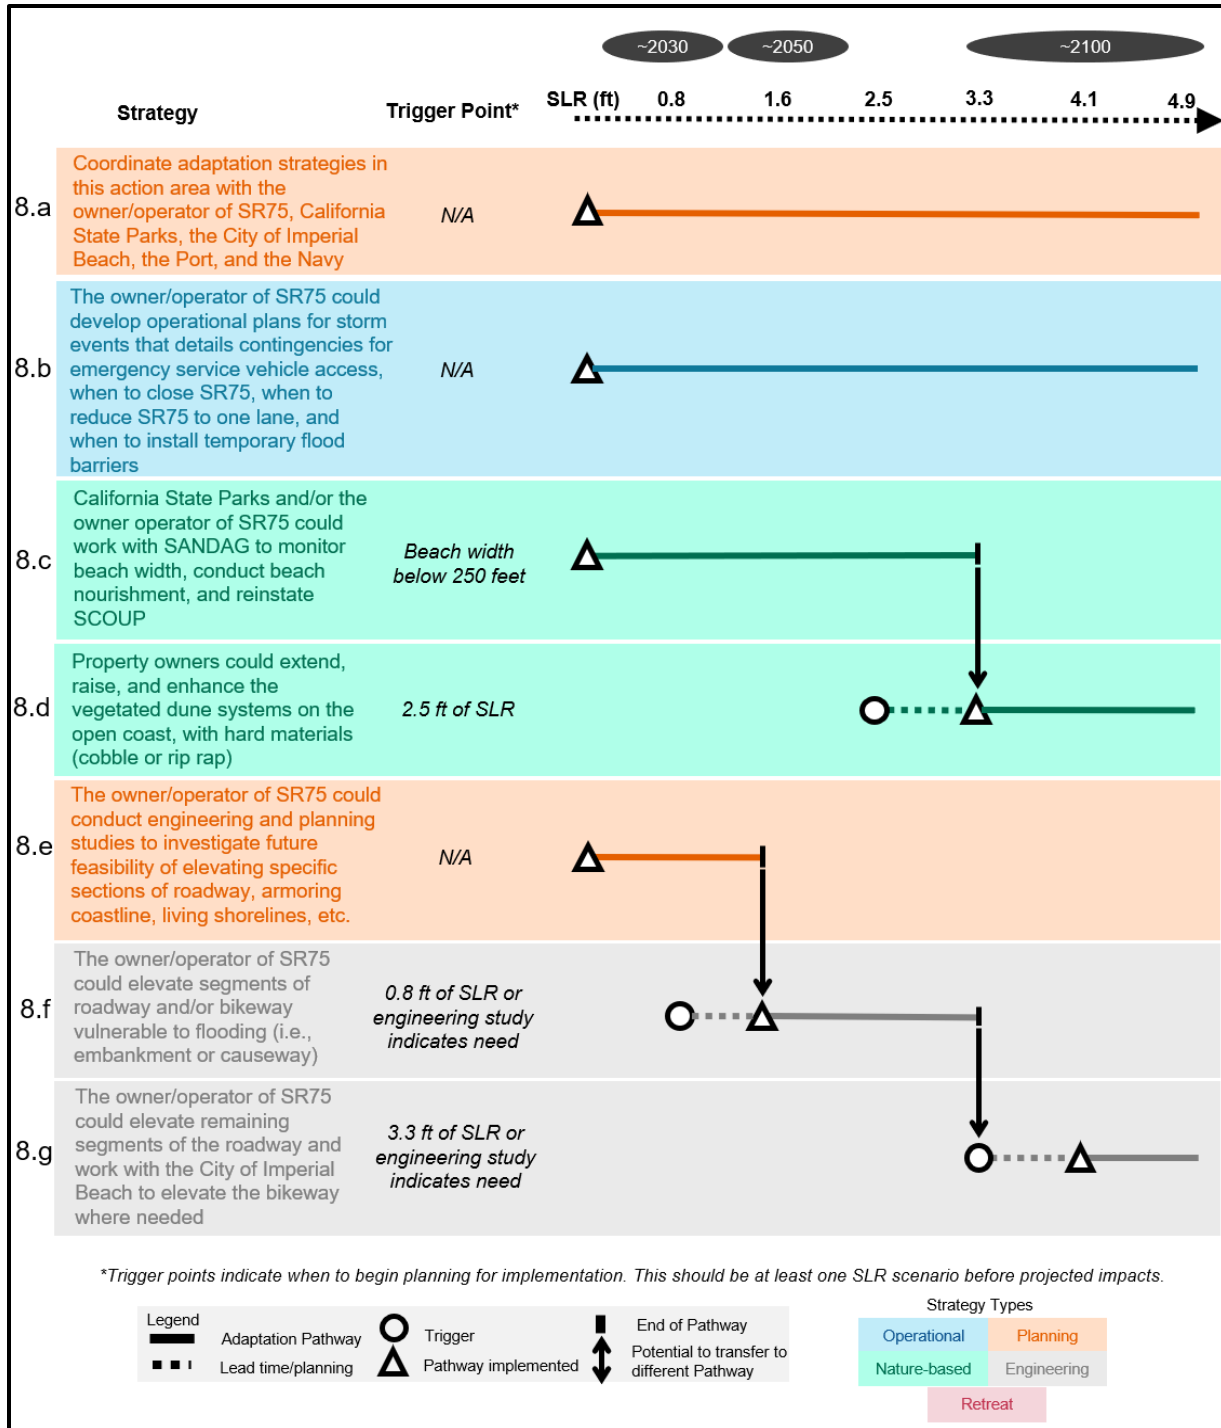 ~2030
~2050
~2100
Strategy
Trigger Point*
SLR (ft)
0.8
1.6
2.5
3.3
4.1
4.9
8.a
Coordinate adaptation strategies in
this action area with the
owner/operator of SR75, California
State Parks, the City of Imperial
Beach, the Port, and the Navy
N/A
8.b
The owner/operator of SR75 could
develop operational plans for storm
events that details contingencies for
emergency service vehicle access,
when to close SR75, when to
reduce SR75 to one lane, and
when to install temporary flood
barriers
N/A
8.c
California State Parks and/or the
owner operator of SR75 could
work with SANDAG to monitor
beach width, conduct beach
nourishment, and reinstate
SCOUP
Beach width
below 250 feet
8.d
Property owners could extend,
raise, and enhance the
vegetated dune systems on the
open coast, with hard materials
(cobble or rip rap)
2.5 ft of SLR
8.e
The owner/operator of SR75 could
conduct engineering and planning
studies to investigate future
feasibility of elevating specific
sections of roadway, armoring
coastline, living shorelines, etc.
N/A
8.f
The owner/operator of SR75
could elevate segments of
roadway and/or bikeway
vulnerable to flooding (i.e.,
embankment or causeway)
0.8 ft of SLR or
engineering study
indicates need
8.g
The owner/operator of SR75
could elevate remaining
segments of the roadway and
work with the City of Imperial
Beach to elevate the bikeway
where needed
3.3 ft of SLR or
engineering study
indicates need
*Trigger points indicate when to begin planning for implementation. This should be at least one SLR scenario before projected impacts.
Legend
Adaptation Pathway
Lead time/planning
Trigger
Pathway implemented
End of Pathway
Potential to transfer to
different Pathway
Strategy Types
Operational
Planning
Nature-based
Engineering
Retreat